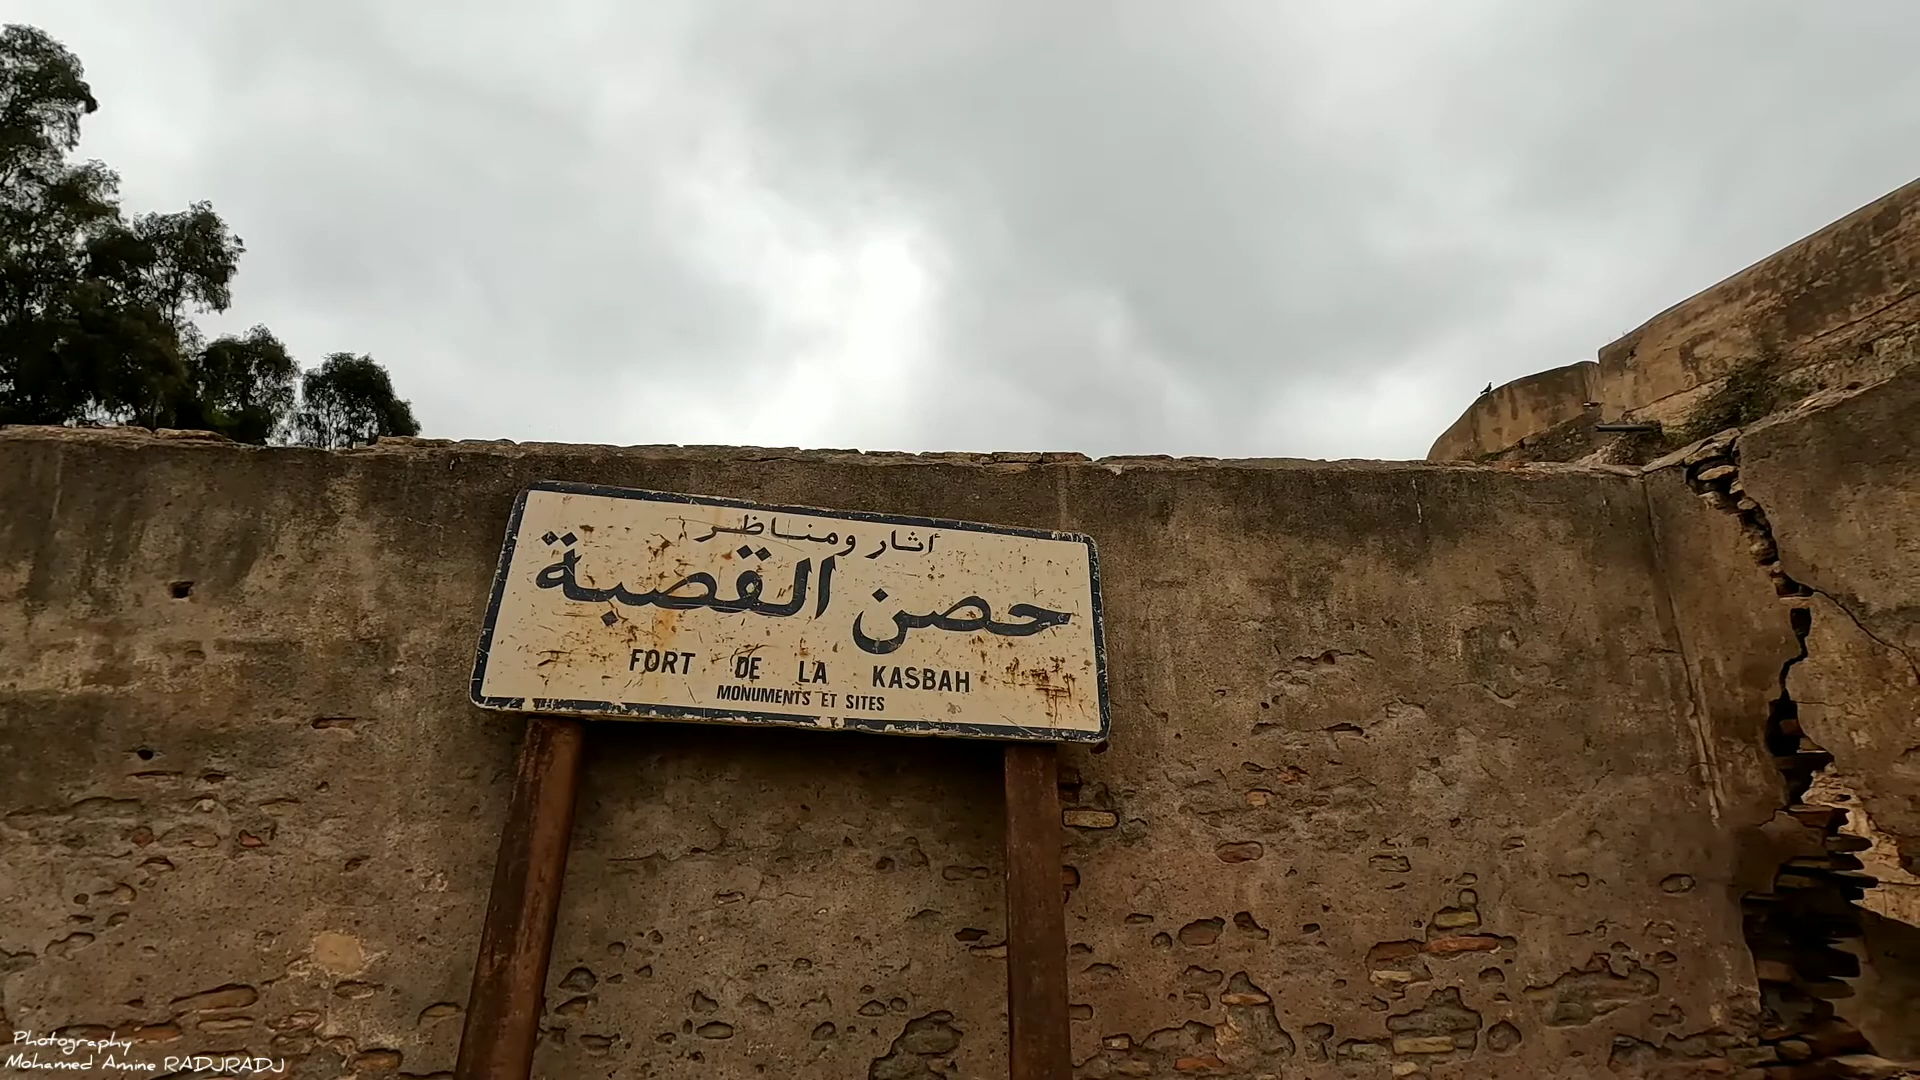 أثار ومناظر
حصن القصبة
FORT DE LA KASBAH
MONUMENTS ET SITES
Photography
Mohamed Amine RADJRADJ